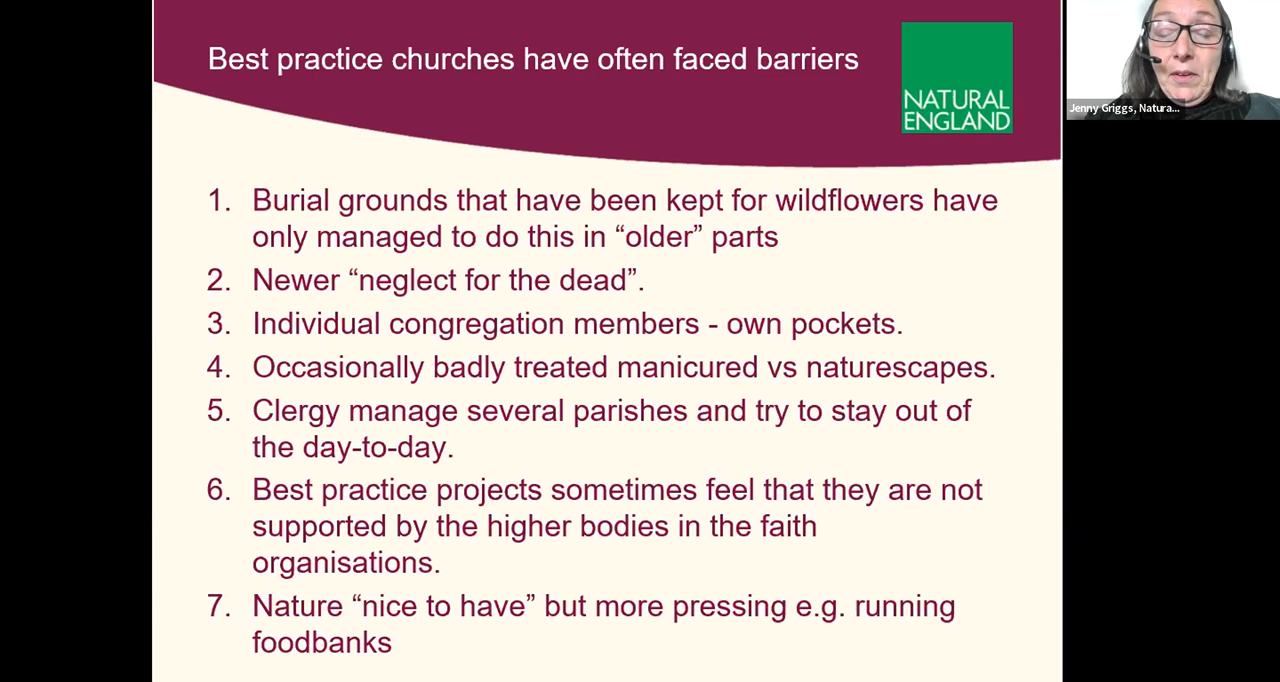 Best practice churches have often faced barriers
NATURAL
ENGLAND
Jenny Griggs, Natura...
1. Burial grounds that have been kept for wildflowers have
only managed to do this in “older” parts
2. Newer “neglect for the dead”.
3. Individual congregation members - own pockets.
4. Occasionally badly treated manicured vs naturescapes.
5. Clergy manage several parishes and try to stay out of
the day-to-day.
6. Best practice projects sometimes feel that they are not
supported by the higher bodies in the faith
organisations.
7. Nature “nice to have” but more pressing e.g. running
foodbanks